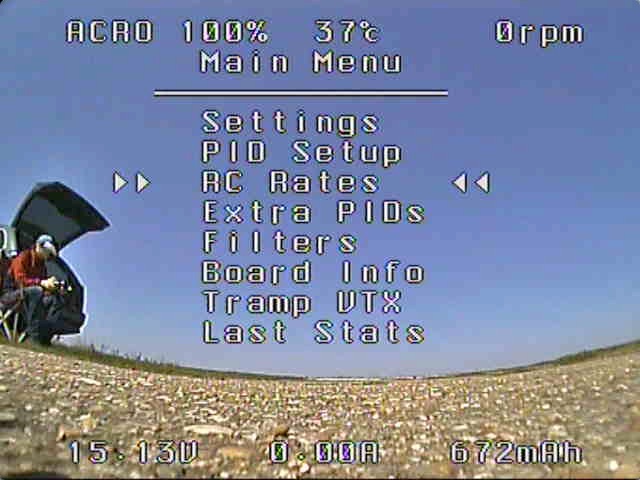 ACRO 100% 37℃ 0rpm
Main Menu
Settings
PID Setup
RC Rates
Extra PIDs
Filters
Board Info
Tramp VTX
Last Stats
15.13V 0.00A 672mAh